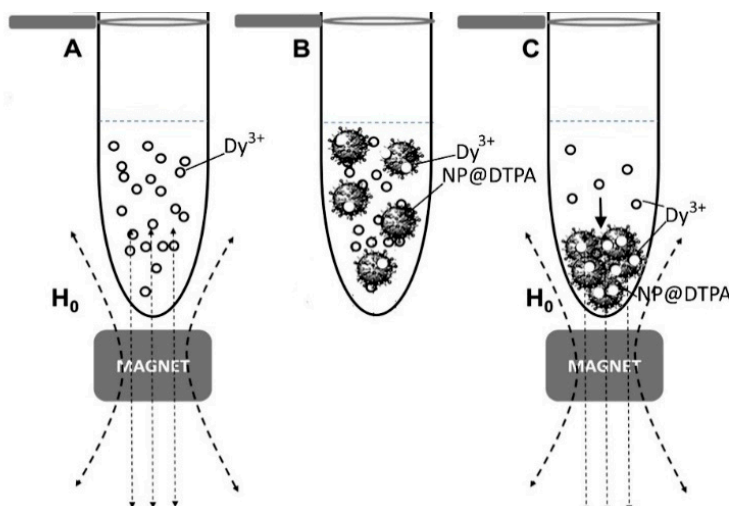 A
Dy³⁺
H₀
MAGNET
B
Dy³⁺
NP@DTPA
C
Dy³⁺
NP@DTPA
H₀
MAGNET